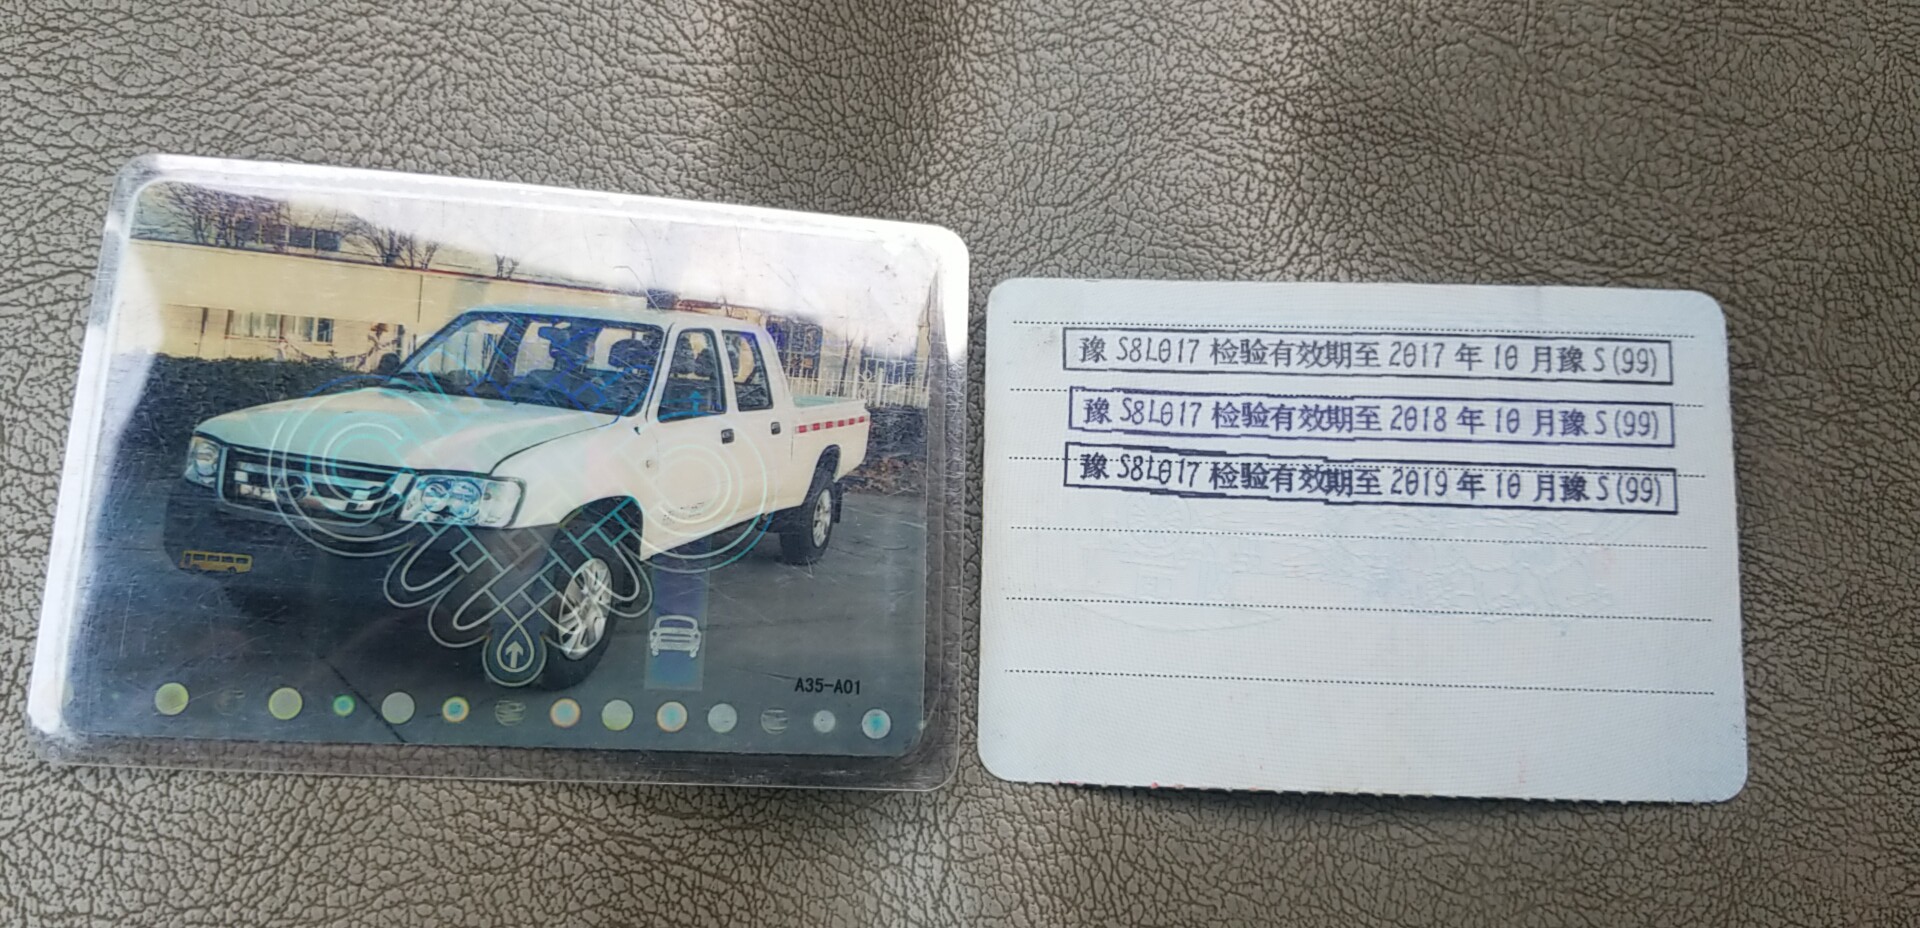 A35-A01
豫 S8L017 检验有效期至 2017 年 10 月豫 S(99)
豫 S8L017 检验有效期至 2018 年 10 月豫 S(99)
豫 S8L017 检验有效期至 2019 年 10 月豫 S(99)